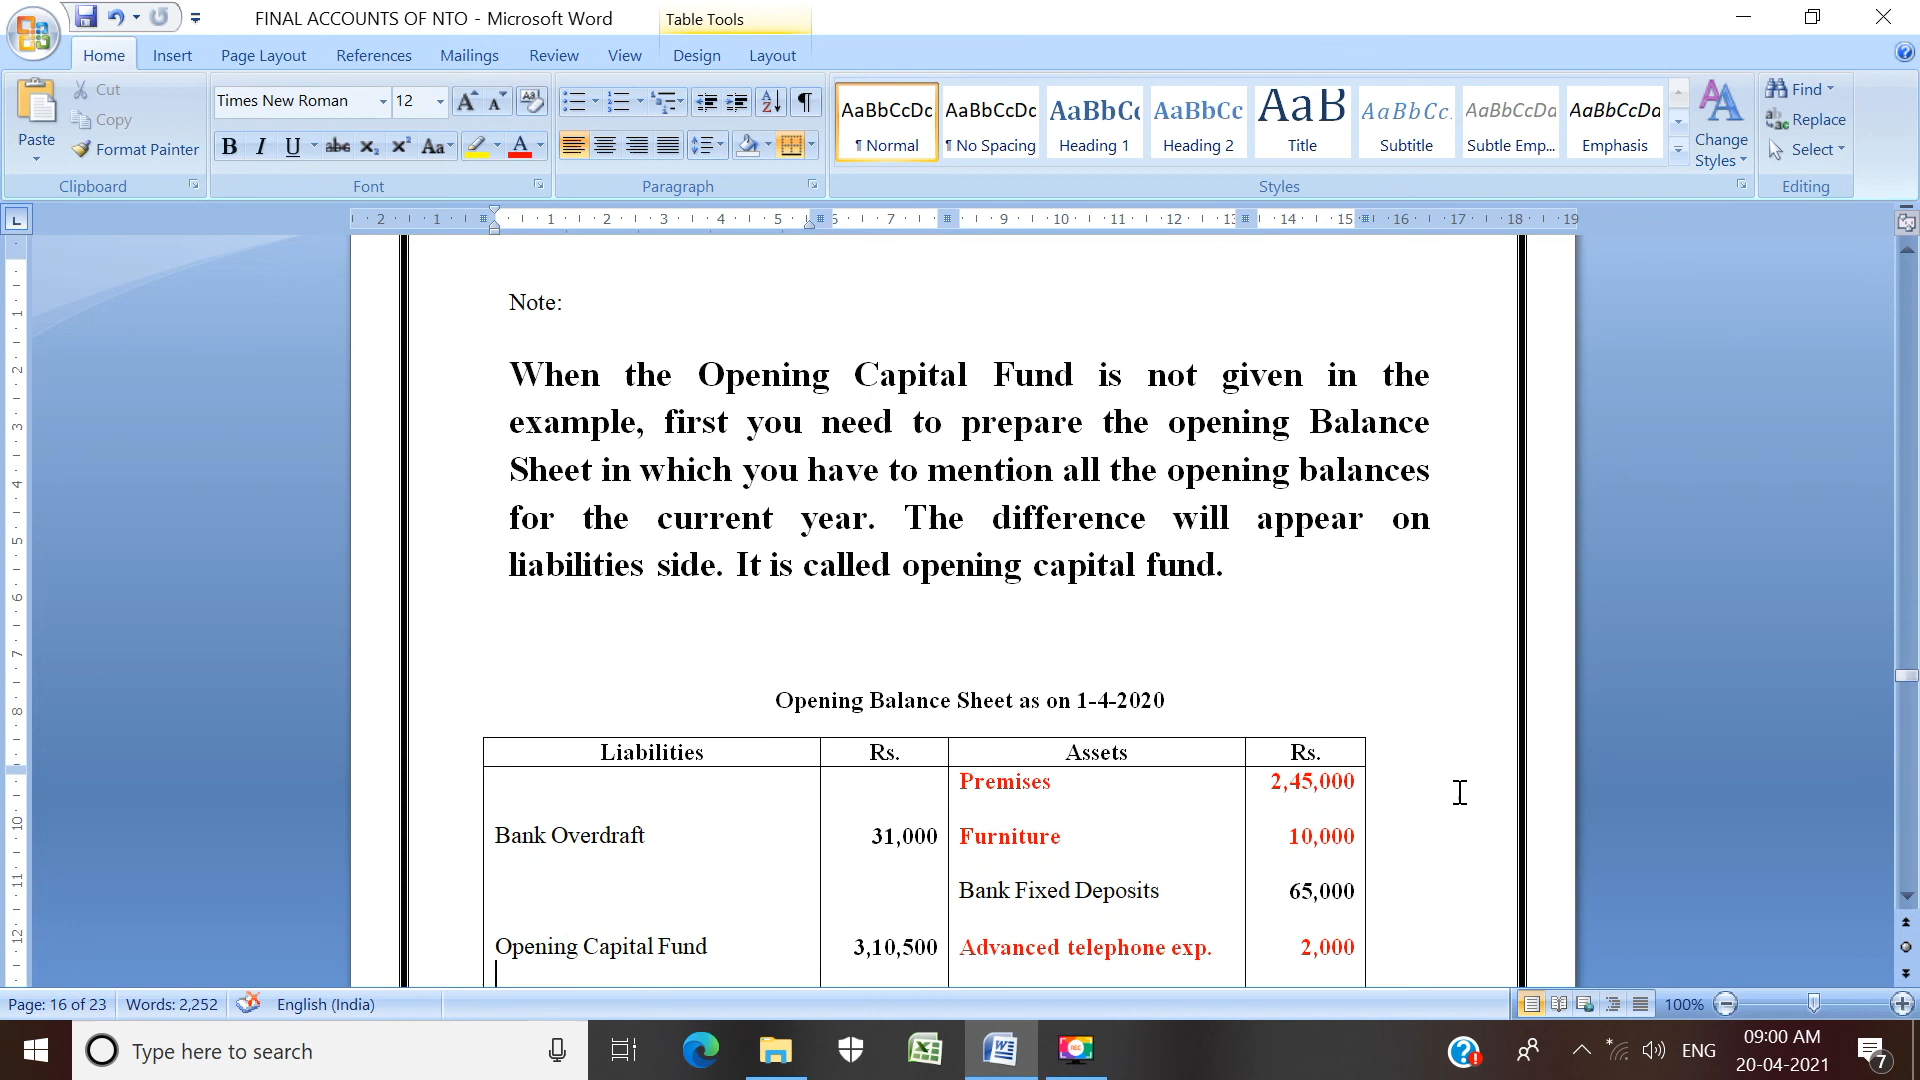 FINAL ACCOUNTS OF NTO - Microsoft Word
Table Tools
Home Insert Page Layout References Mailings Review View Design Layout
Paste
Cut
Copy
Format Painter
Clipboard
Times New Roman 12
Font
Paragraph
AaBbCcDc AaBbCcDc AaBbCc AaBbCc AaB AaBbCc. AaBbCcDa AaBbCcDa
¶ Normal ¶ No Spacing Heading 1 Heading 2 Title Subtitle Subtle Emp... Emphasis
Change Styles
Styles
Find
Replace
Select
Editing
Note:
When the Opening Capital Fund is not given in the
example, first you need to prepare the opening Balance
Sheet in which you have to mention all the opening balances
for the current year. The difference will appear on
liabilities side. It is called opening capital fund.
Opening Balance Sheet as on 1-4-2020
Liabilities Rs. Assets Rs.
Premises 2,45,000
Bank Overdraft 31,000 Furniture 10,000
Bank Fixed Deposits 65,000
Opening Capital Fund 3,10,500 Advanced telephone exp. 2,000
Page: 16 of 23 Words: 2,252 English (India) 100%
Type here to search
ENG
09:00 AM
20-04-2021
7